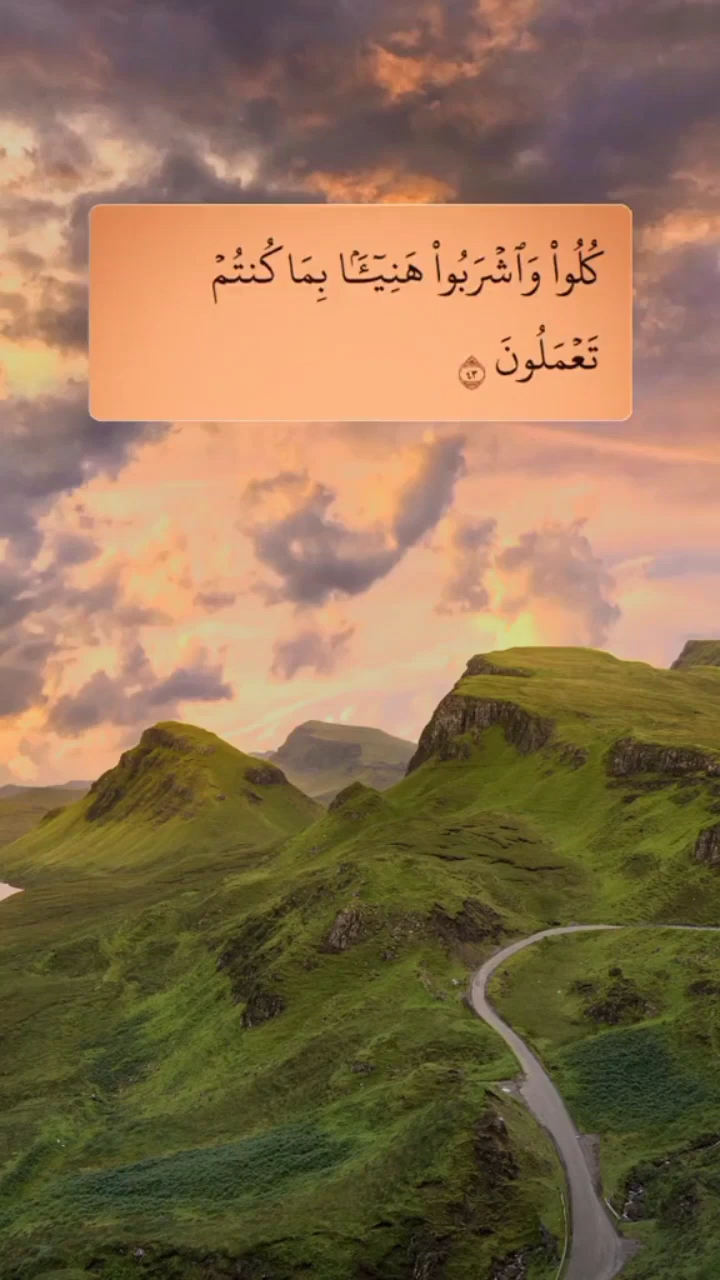 كُلُوا۟ وَٱشْرَبُوا۟ هَنِيٓـًٔۢا بِمَا كُنتُمْ
تَعْمَلُونَ ٤٣